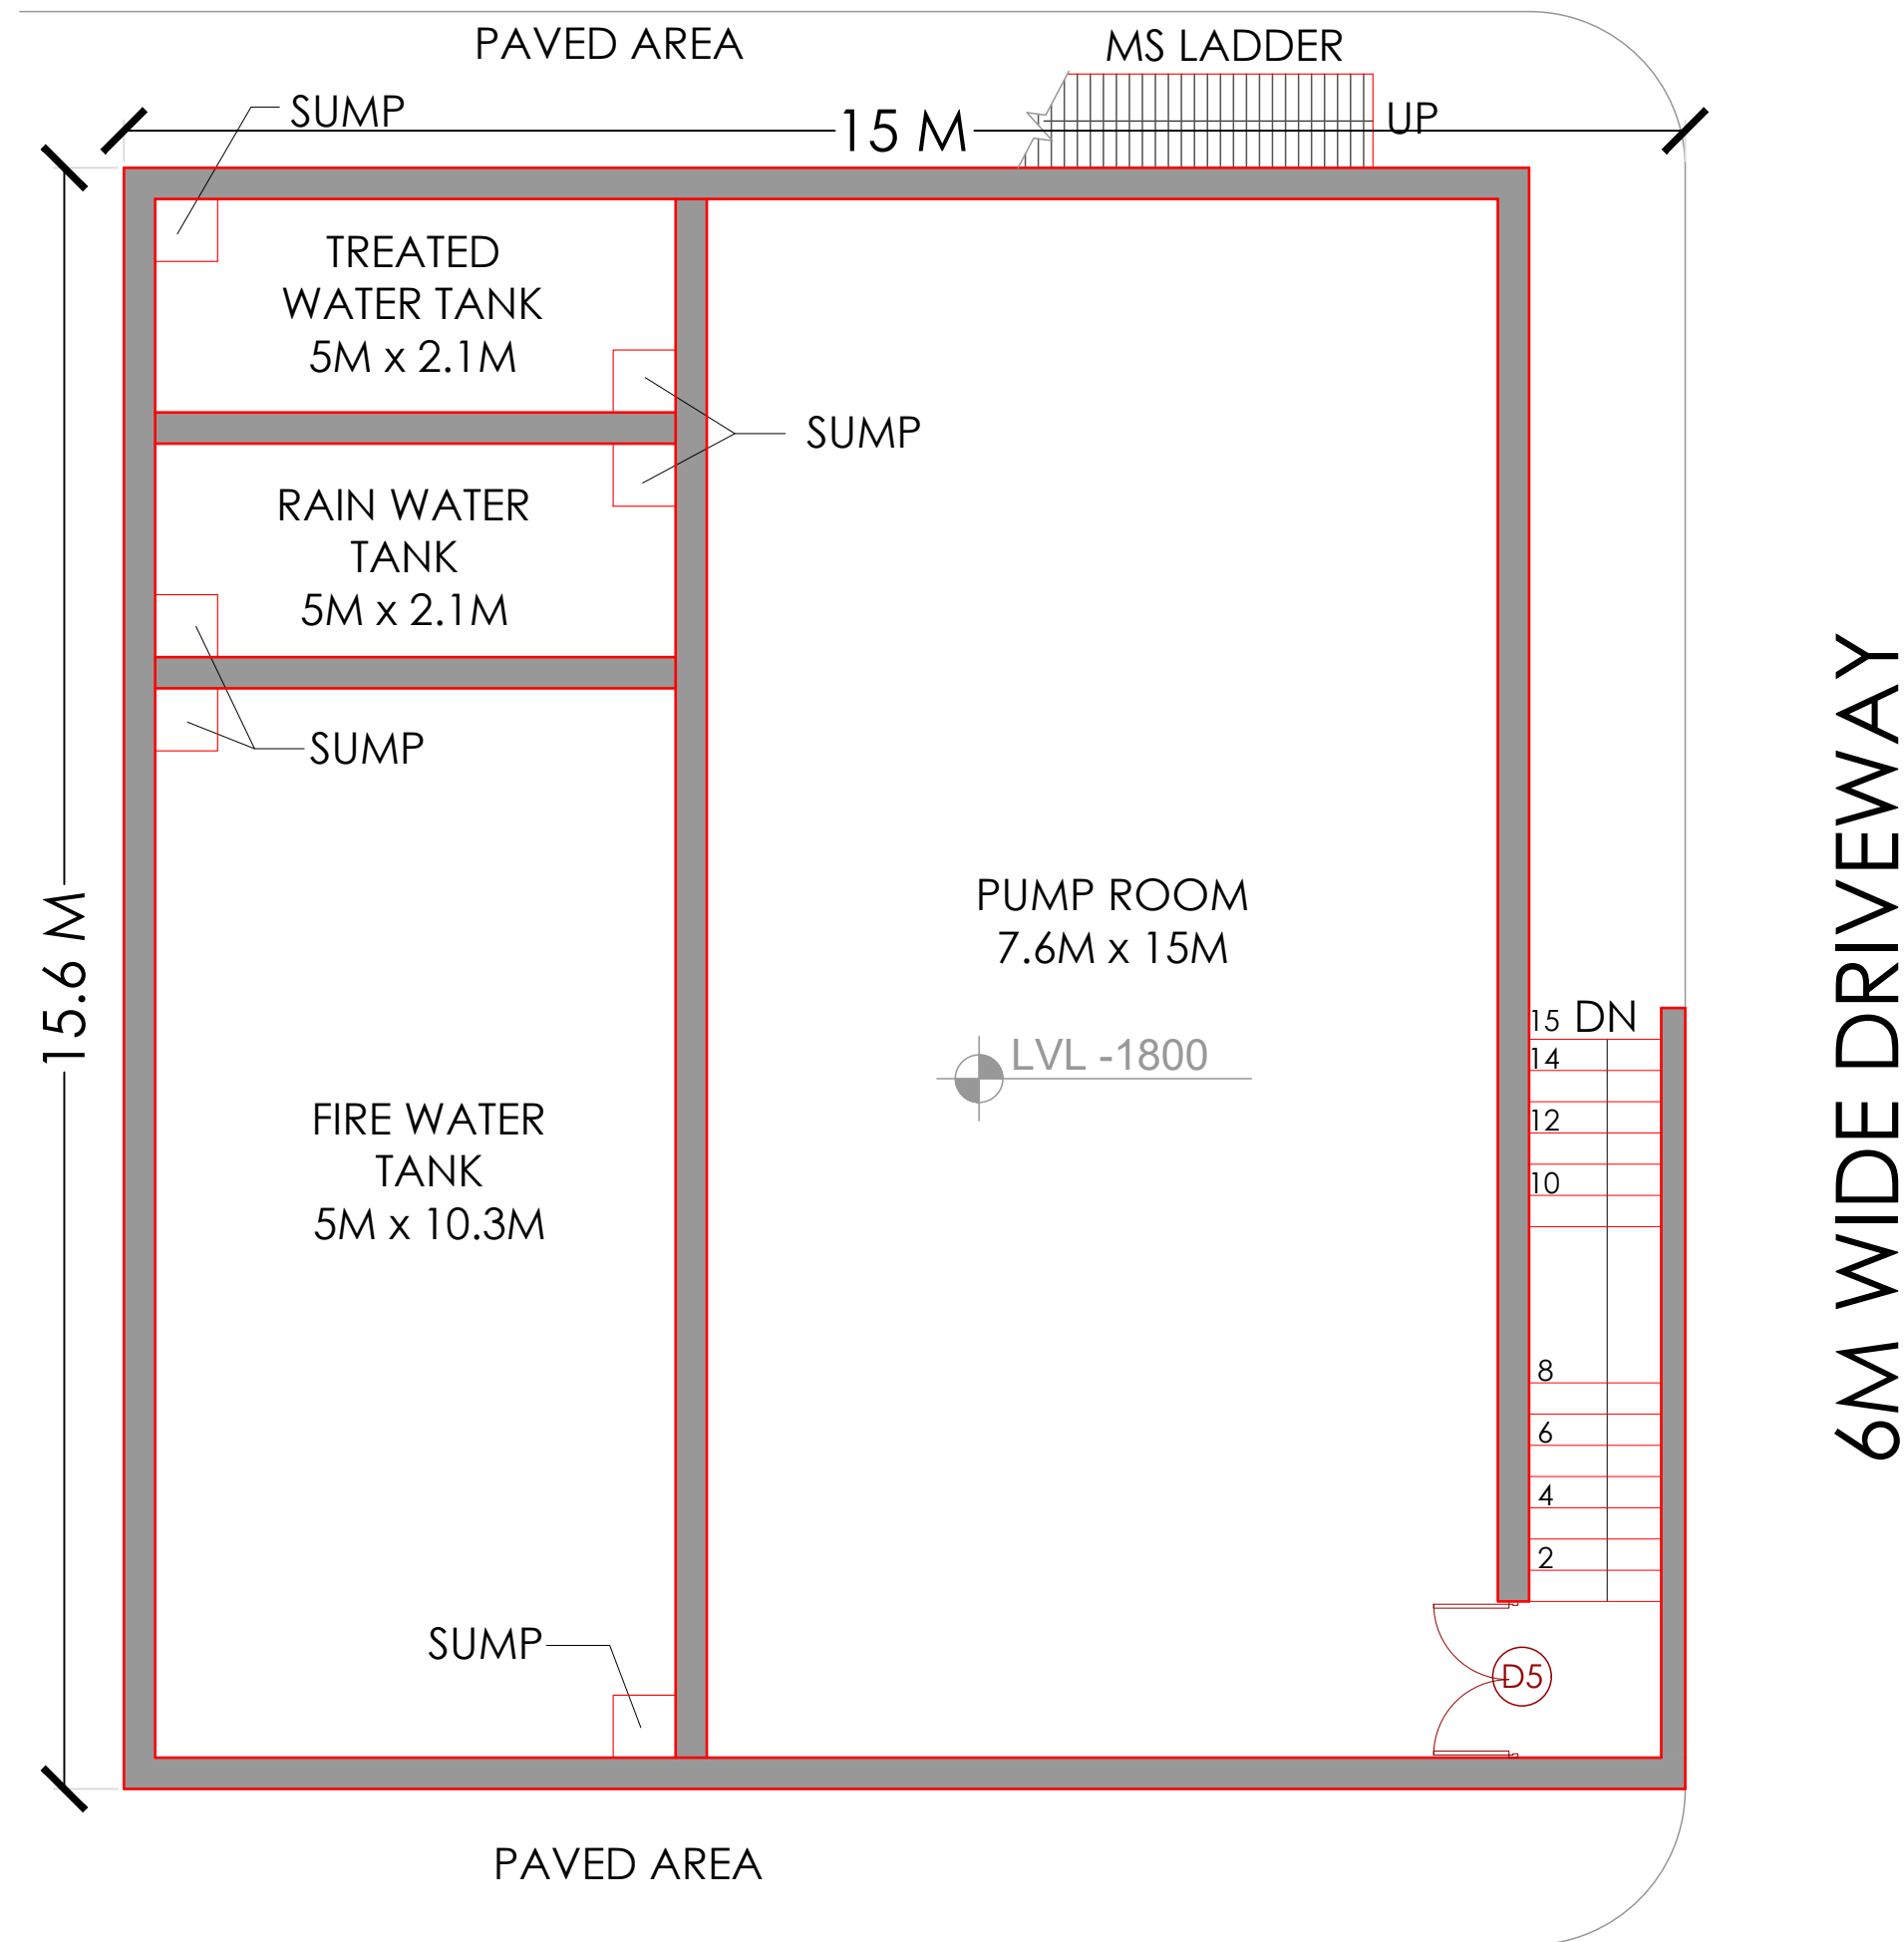 PAVED AREA
MS LADDER
SUMP
15 M
UP
TREATED
WATER TANK
5M x 2.1M
SUMP
RAIN WATER
TANK
5M x 2.1M
SUMP
6M WIDE DRIVEWAY
PUMP ROOM
7.6M x 15M
15.6 M
LVL -1800
15 DN
14
12
10
8
6
4
2
FIRE WATER
TANK
5M x 10.3M
SUMP
D5
PAVED AREA